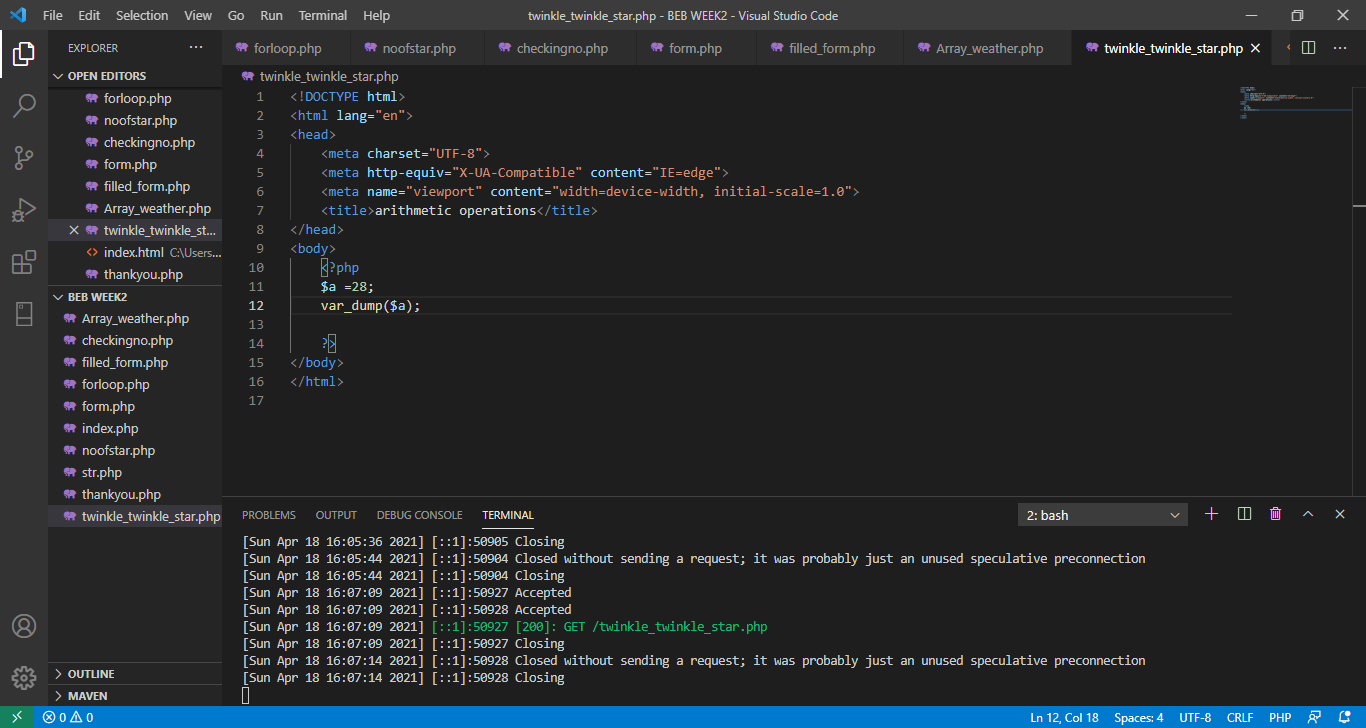 File Edit Selection View Go Run Terminal Help twinkle_twinkle_star.php - BEB WEEK2 - Visual Studio Code
EXPLORER
OPEN EDITORS
forloop.php
noofstar.php
checkingno.php
form.php
filled_form.php
Array_weather.php
twinkle_twinkle_st...
index.html C:\Users...
thankyou.php
BEB WEEK2
Array_weather.php
checkingno.php
filled_form.php
forloop.php
form.php
index.php
noofstar.php
str.php
thankyou.php
twinkle_twinkle_star.php
OUTLINE
MAVEN
forloop.php noofstar.php checkingno.php form.php filled_form.php Array_weather.php twinkle_twinkle_star.php
twinkle_twinkle_star.php
1 <!DOCTYPE html>
2 <html lang="en">
3 <head>
4 <meta charset="UTF-8">
5 <meta http-equiv="X-UA-Compatible" content="IE=edge">
6 <meta name="viewport" content="width=device-width, initial-scale=1.0">
7 <title>arithmetic operations</title>
8 </head>
9 <body>
10 <?php
11 $a =28;
12 var_dump($a);
13
14 ?>
15 </body>
16 </html>
17
PROBLEMS OUTPUT DEBUG CONSOLE TERMINAL 2: bash
[Sun Apr 18 16:05:36 2021] [::1]:50905 Closing
[Sun Apr 18 16:05:44 2021] [::1]:50904 Closed without sending a request; it was probably just an unused speculative preconnection
[Sun Apr 18 16:05:44 2021] [::1]:50904 Closing
[Sun Apr 18 16:07:09 2021] [::1]:50927 Accepted
[Sun Apr 18 16:07:09 2021] [::1]:50928 Accepted
[Sun Apr 18 16:07:09 2021] [::1]:50927 [200]: GET /twinkle_twinkle_star.php
[Sun Apr 18 16:07:09 2021] [::1]:50927 Closing
[Sun Apr 18 16:07:14 2021] [::1]:50928 Closed without sending a request; it was probably just an unused speculative preconnection
[Sun Apr 18 16:07:14 2021] [::1]:50928 Closing
0 0 Ln 12, Col 18 Spaces: 4 UTF-8 CRLF PHP